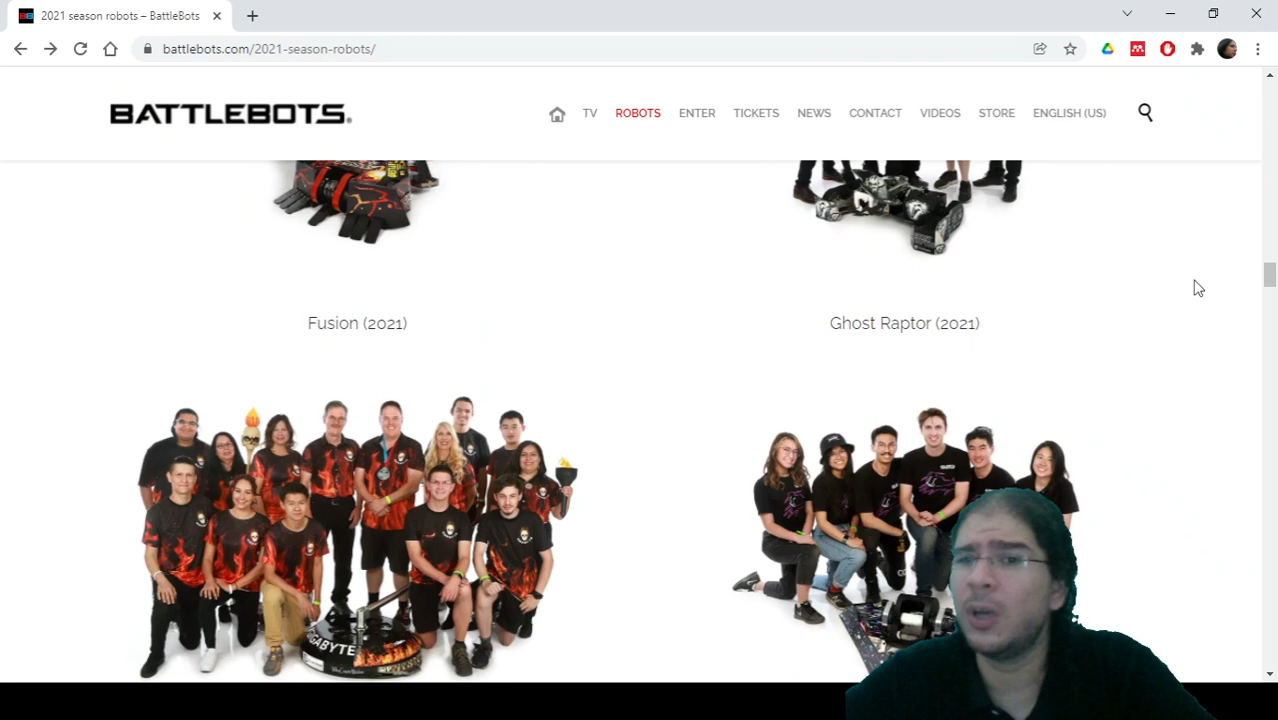 2021 season robots – BattleBots
battlebots.com/2021-season-robots/
BATTLEBOTS
TV ROBOTS ENTER TICKETS NEWS CONTACT VIDEOS STORE ENGLISH (US)
Fusion (2021)
Ghost Raptor (2021)
GIGABYTE